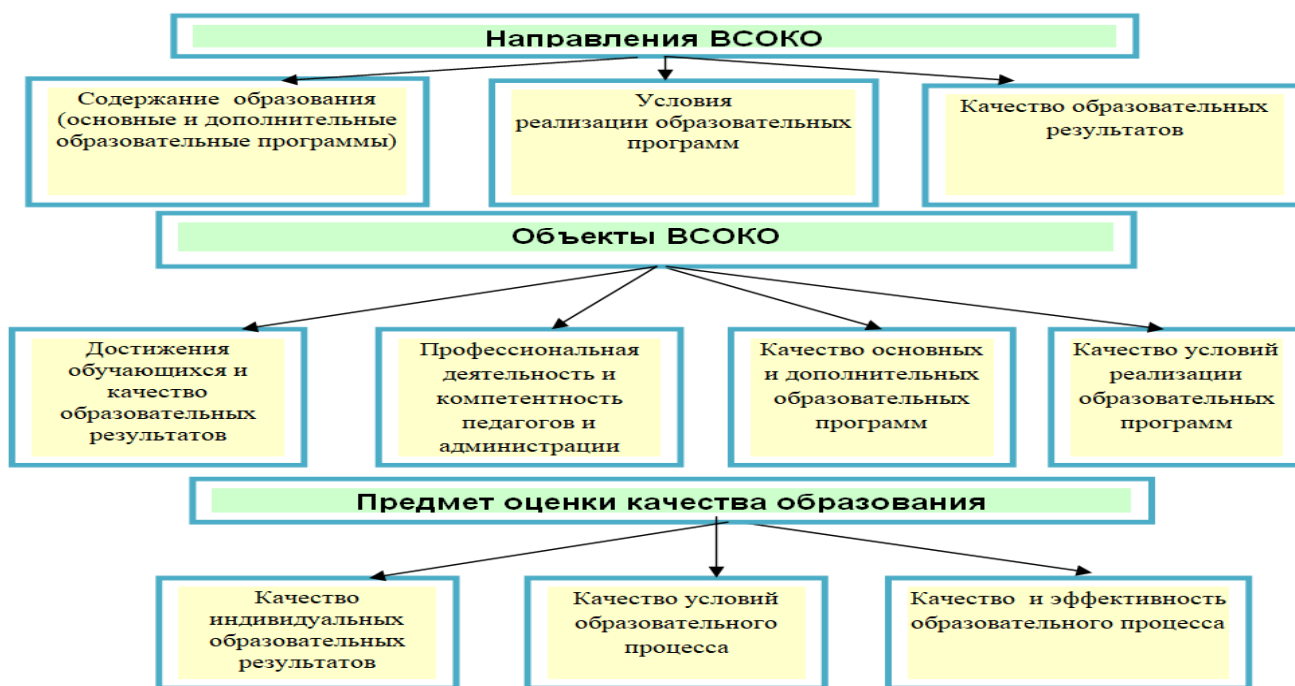 Направления ВСОКО
Содержание образования
(основные и дополнительные
образовательные программы)
Условия
реализации образовательных
программ
Качество образовательных
результатов
Объекты ВСОКО
Достижения
обучающихся и
качество
образовательных
результатов
Профессиональная
деятельность и
компетентность
педагогов и
администрации
Качество основных
и дополнительных
образовательных
программ
Качество условий
реализации
образовательных
программ
Предмет оценки качества образования
Качество
индивидуальных
образовательных
результатов
Качество условий
образовательного
процесса
Качество и эффективность
образовательного процесса